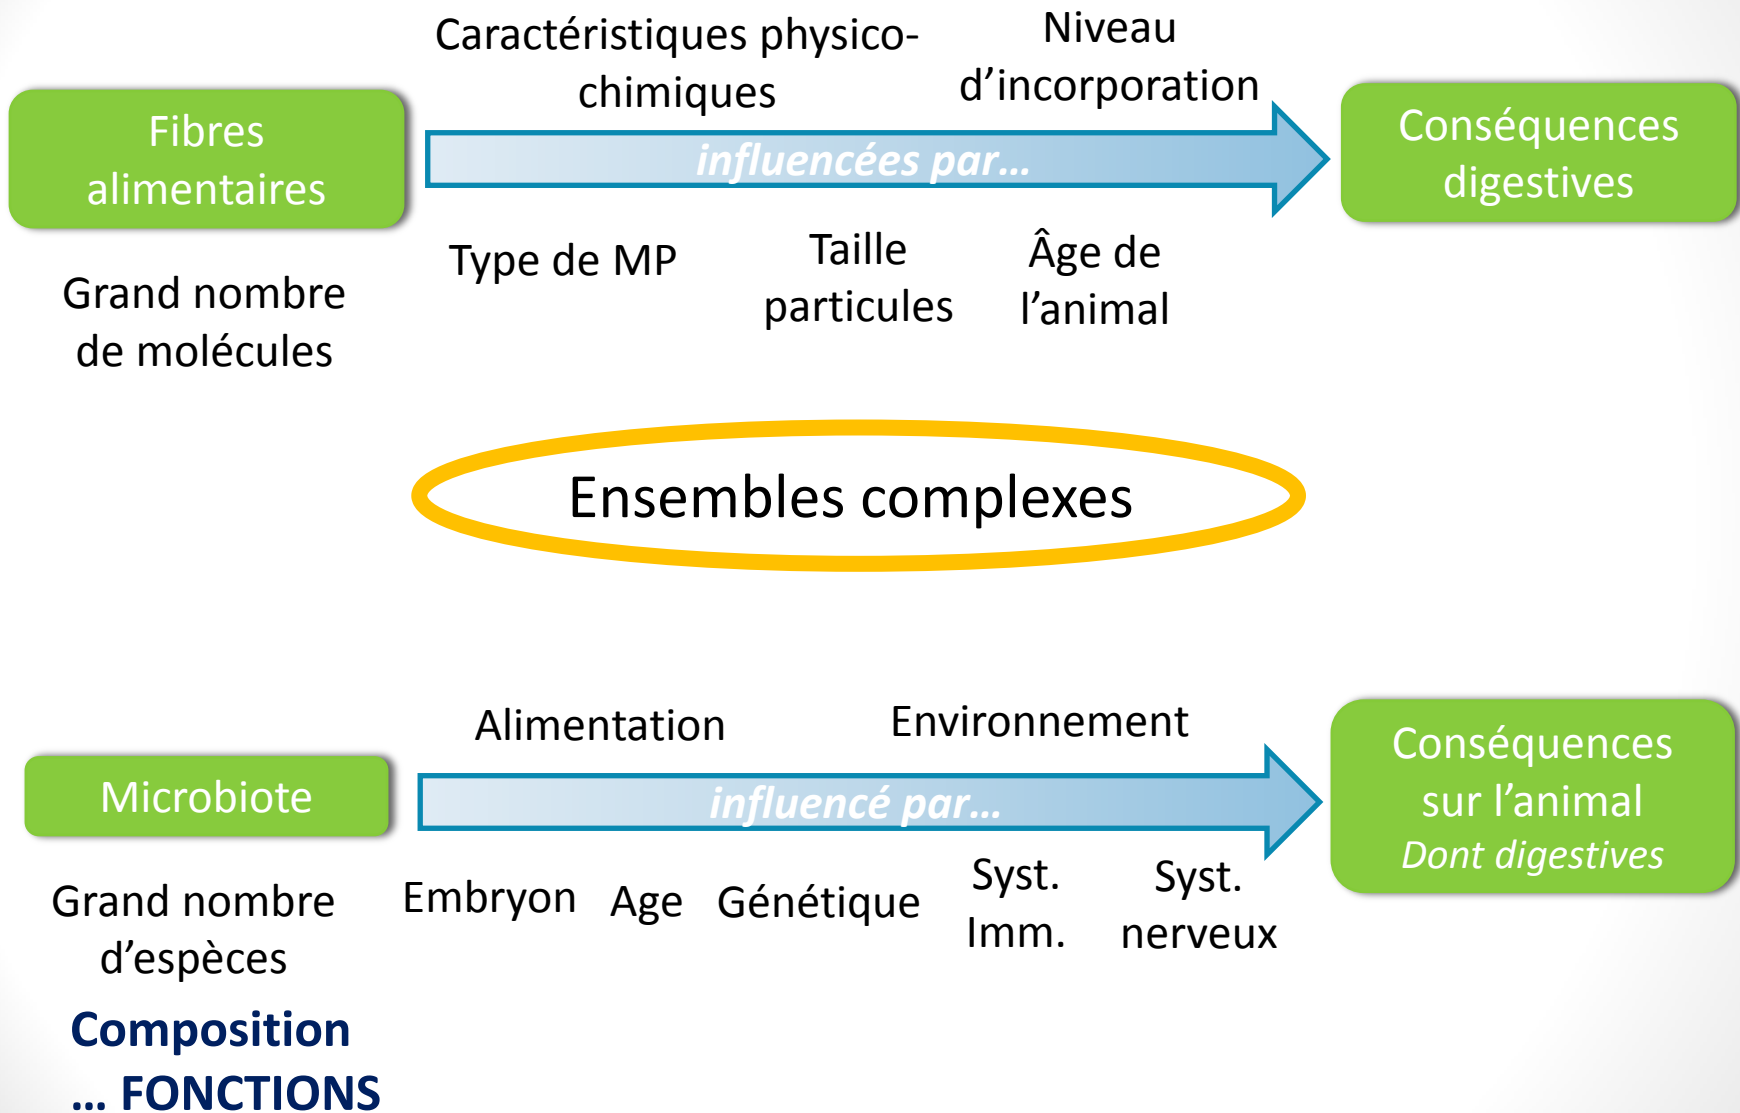 Caractéristiques physico-
chimiques
Niveau
d’incorporation
Fibres
alimentaires
influencées par…
Conséquences
digestives
Grand nombre
de molécules
Type de MP
Taille
particules
Âge de
l’animal
Ensembles complexes
Alimentation
Environnement
Microbiote
influencé par…
Conséquences
sur l’animal
Dont digestives
Grand nombre
d’espèces
Embryon
Age
Génétique
Syst.
Imm.
Syst.
nerveux
Composition
… FONCTIONS